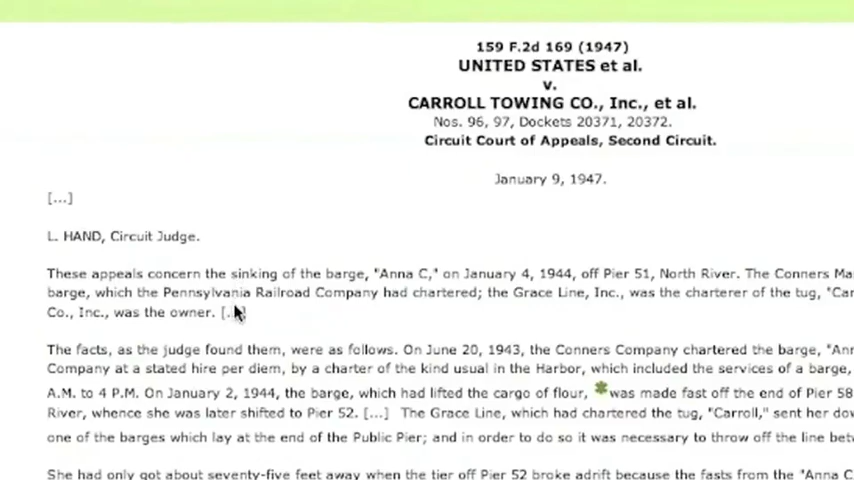 159 F.2d 169 (1947)
UNITED STATES et al.
v.
CARROLL TOWING CO., Inc., et al.
Nos. 96, 97, Dockets 20371, 20372.
Circuit Court of Appeals, Second Circuit.
January 9, 1947.
[...]
L. HAND, Circuit Judge.
These appeals concern the sinking of the barge, "Anna C," on January 4, 1944, off Pier 51, North River. The Conners Ma
barge, which the Pennsylvania Railroad Company had chartered; the Grace Line, Inc., was the charterer of the tug, "Car
Co., Inc., was the owner. [...]
The facts, as the judge found them, were as follows. On June 20, 1943, the Conners Company chartered the barge, "Ann
Company at a stated hire per diem, by a charter of the kind usual in the Harbor, which included the services of a barge,
A.M. to 4 P.M. On January 2, 1944, the barge, which had lifted the cargo of flour, was made fast off the end of Pier 58
River, whence she was later shifted to Pier 52. [...] The Grace Line, which had chartered the tug, "Carroll," sent her dow
one of the barges which lay at the end of the Public Pier; and in order to do so it was necessary to throw off the line betw
She had only got about seventy-five feet away when the tier off Pier 52 broke adrift because the fasts from the "Anna C